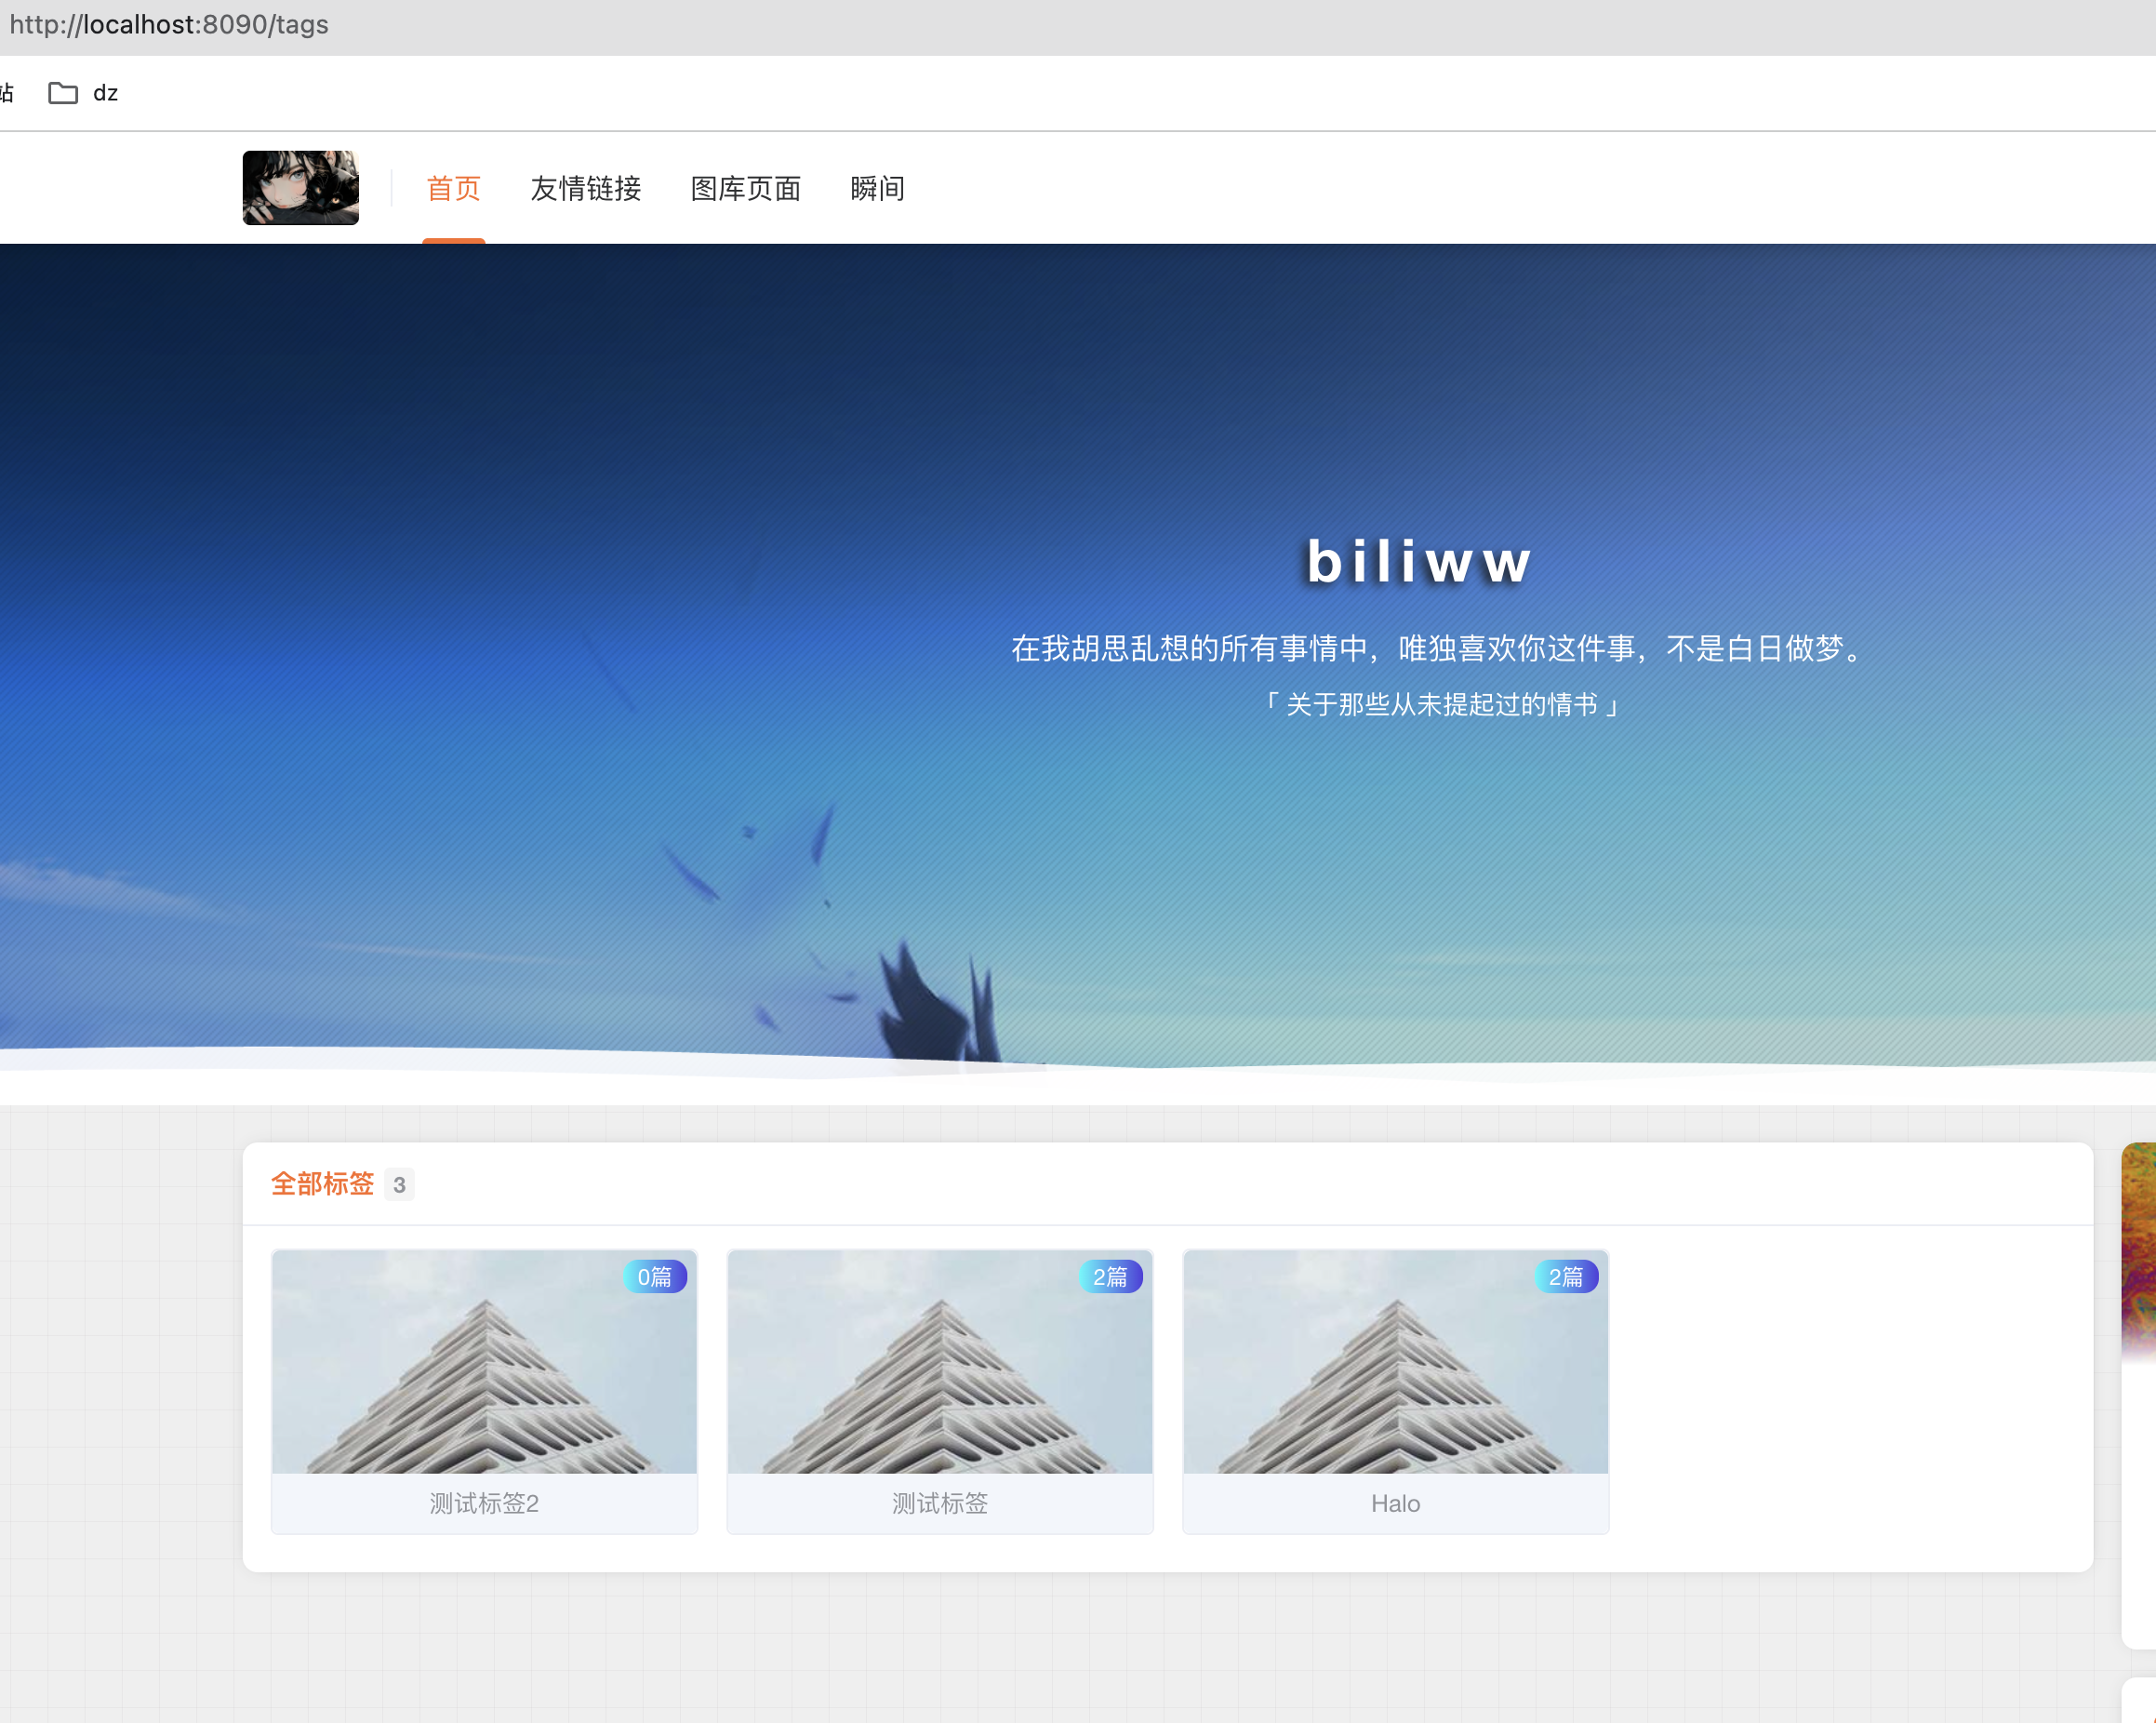 http://localhost:8090/tags
站 dz
首页 友情链接 图库页面 瞬间
biliww
在我胡思乱想的所有事情中，唯独喜欢你这件事，不是白日做梦。
「 关于那些从未提起过的情书 」
全部标签 3
0篇 2篇 2篇
测试标签2 测试标签 Halo